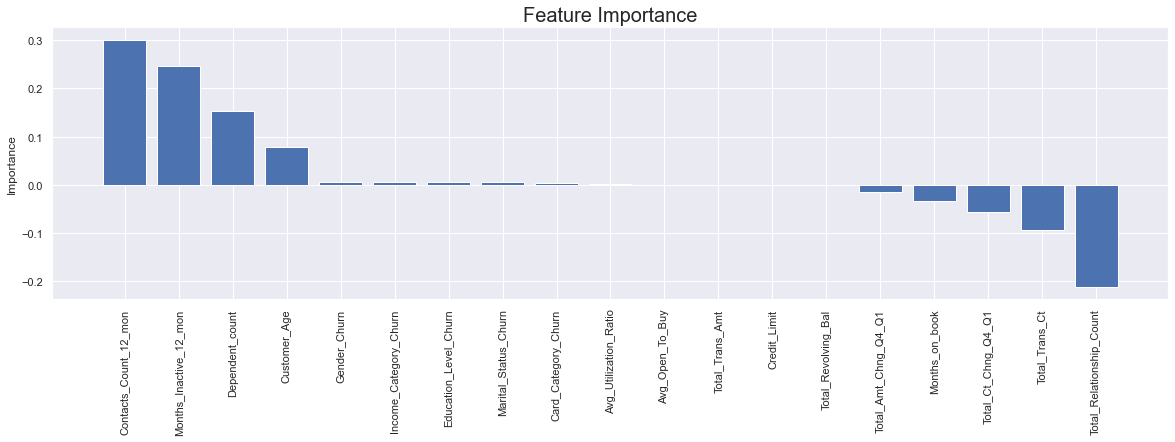 Feature Importance
Importance
0.3
0.2
0.1
0.0
−0.1
−0.2
Contacts_Count_12_mon
Months_Inactive_12_mon
Dependent_count
Customer_Age
Gender_Churn
Income_Category_Churn
Education_Level_Churn
Marital_Status_Churn
Card_Category_Churn
Avg_Utilization_Ratio
Avg_Open_To_Buy
Total_Trans_Amt
Credit_Limit
Total_Revolving_Bal
Total_Amt_Chng_Q4_Q1
Months_on_book
Total_Ct_Chng_Q4_Q1
Total_Trans_Ct
Total_Relationship_Count